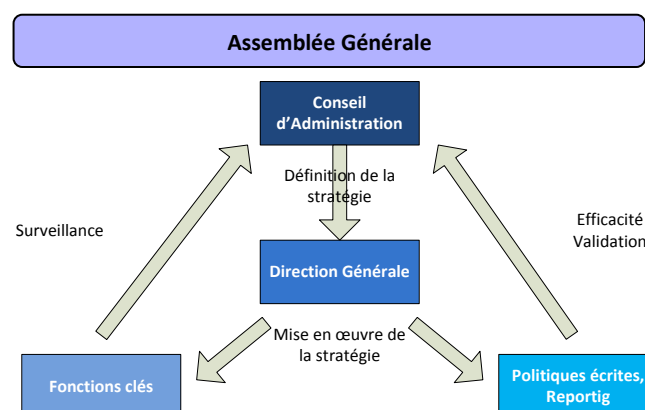 Assemblée Générale
Conseil
d'Administration
Définition de la
stratégie
Surveillance
Efficacité
Validation
Direction Générale
Mise en œuvre de
la stratégie
Fonctions clés
Politiques écrites,
Reportig